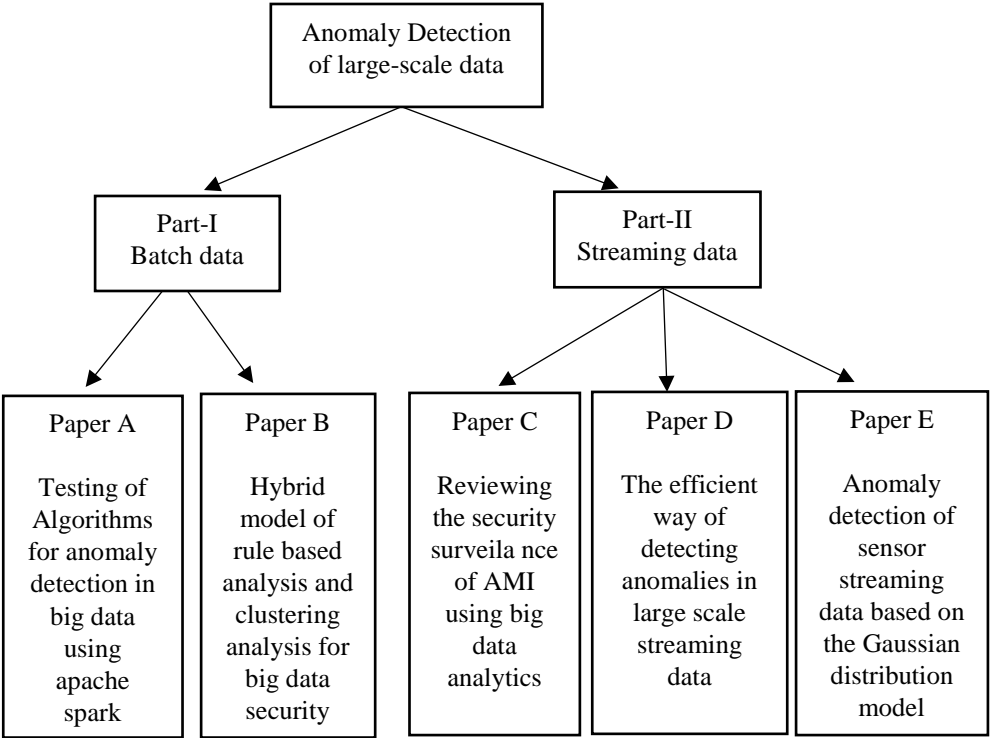 Anomaly Detection
of large-scale data
Part-I
Batch data
Part-II
Streaming data
Paper A
Testing of
Algorithms
for anomaly
detection in
big data
using
apache
spark
Paper B
Hybrid
model of
rule based
analysis and
clustering
analysis for
big data
security
Paper C
Reviewing
the security
surveila nce
of AMI
using big
data
analytics
Paper D
The efficient
way of
detecting
anomalies in
large scale
streaming
data
Paper E
Anomaly
detection of
sensor
streaming
data based on
the Gaussian
distribution
model